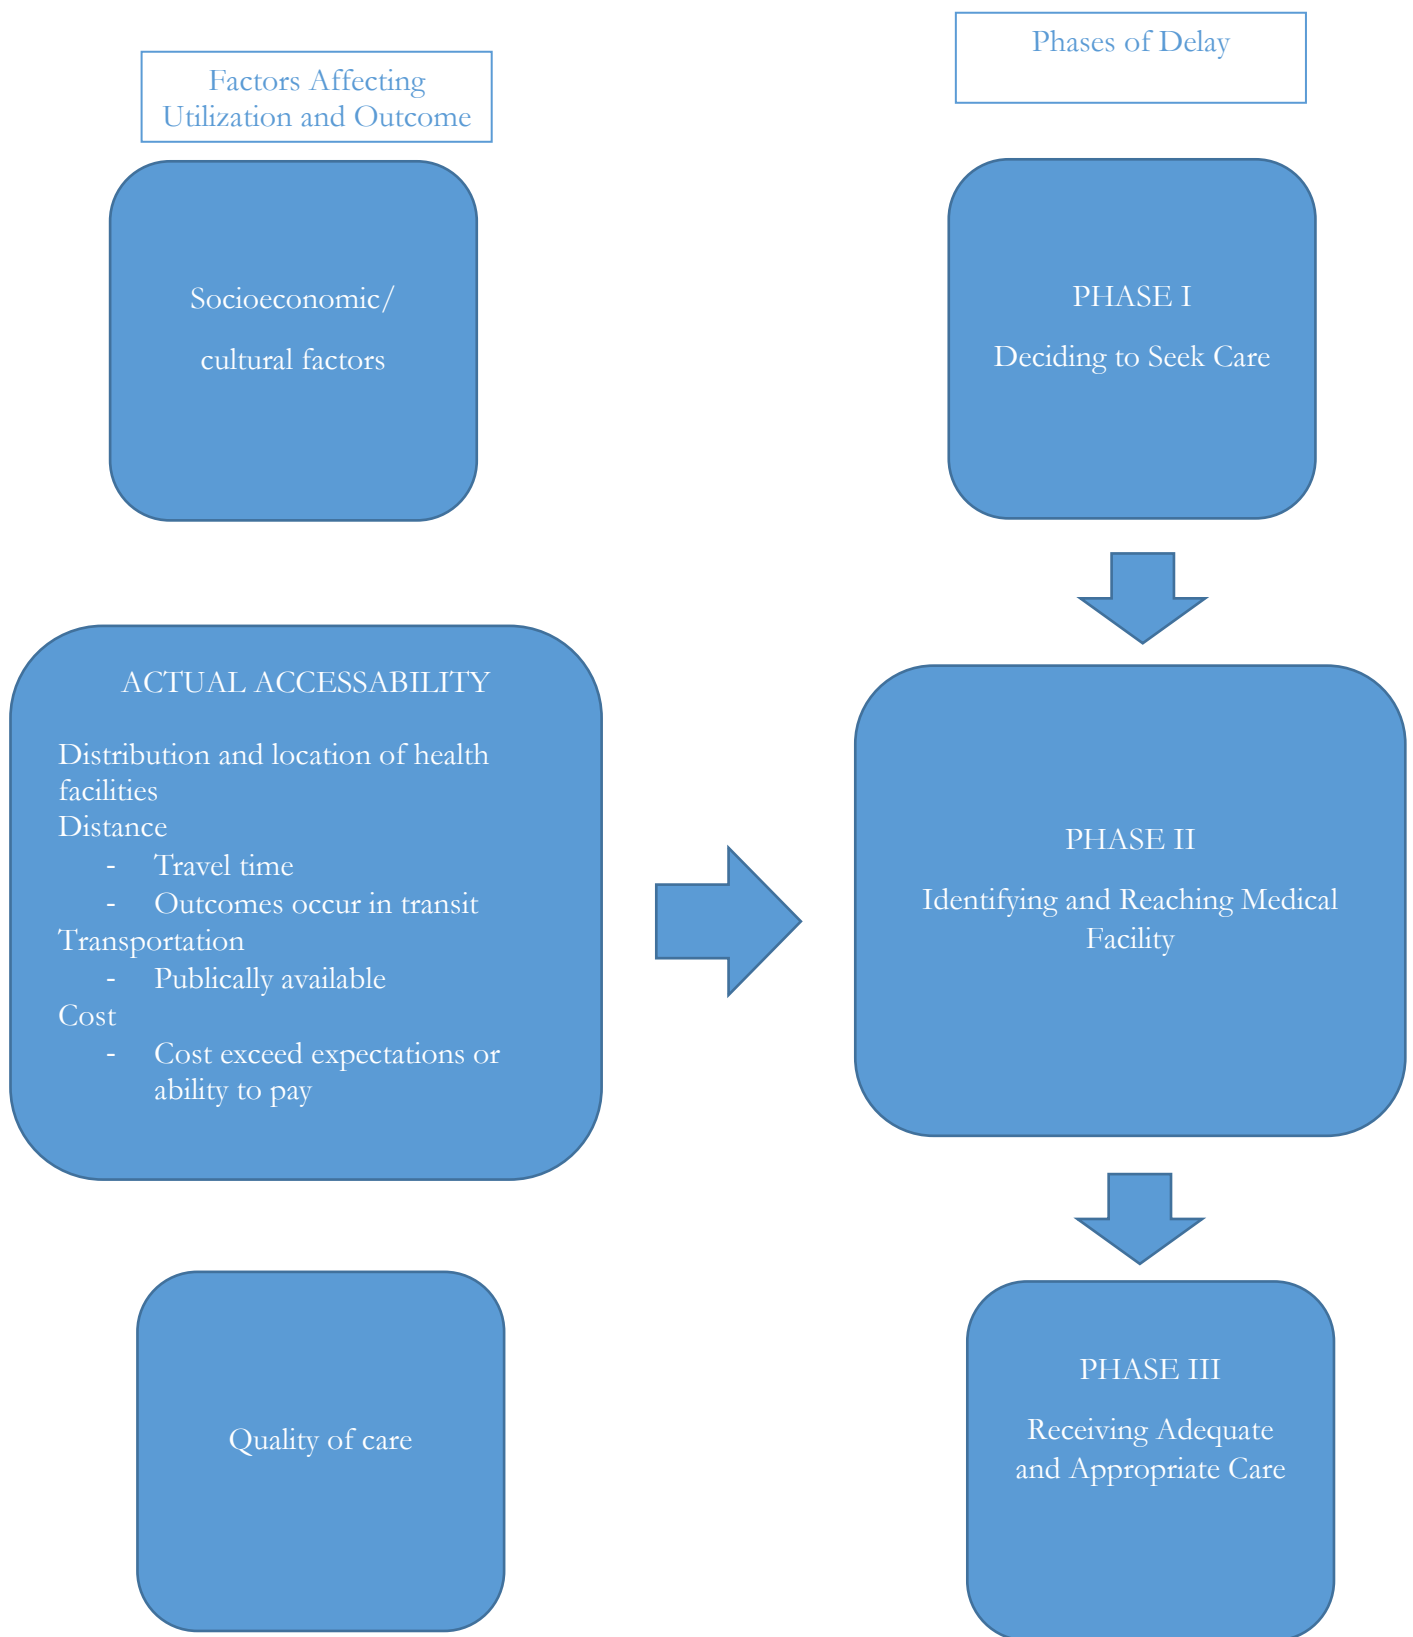 Factors Affecting
Utilization and Outcome
Phases of Delay
Socioeconomic/
cultural factors
PHASE I
Deciding to Seek Care
ACTUAL ACCESSABILITY
Distribution and location of health
facilities
Distance
- Travel time
- Outcomes occur in transit
Transportation
- Publically available
Cost
- Cost exceed expectations or
ability to pay
PHASE II
Identifying and Reaching Medical
Facility
Quality of care
PHASE III
Receiving Adequate
and Appropriate Care